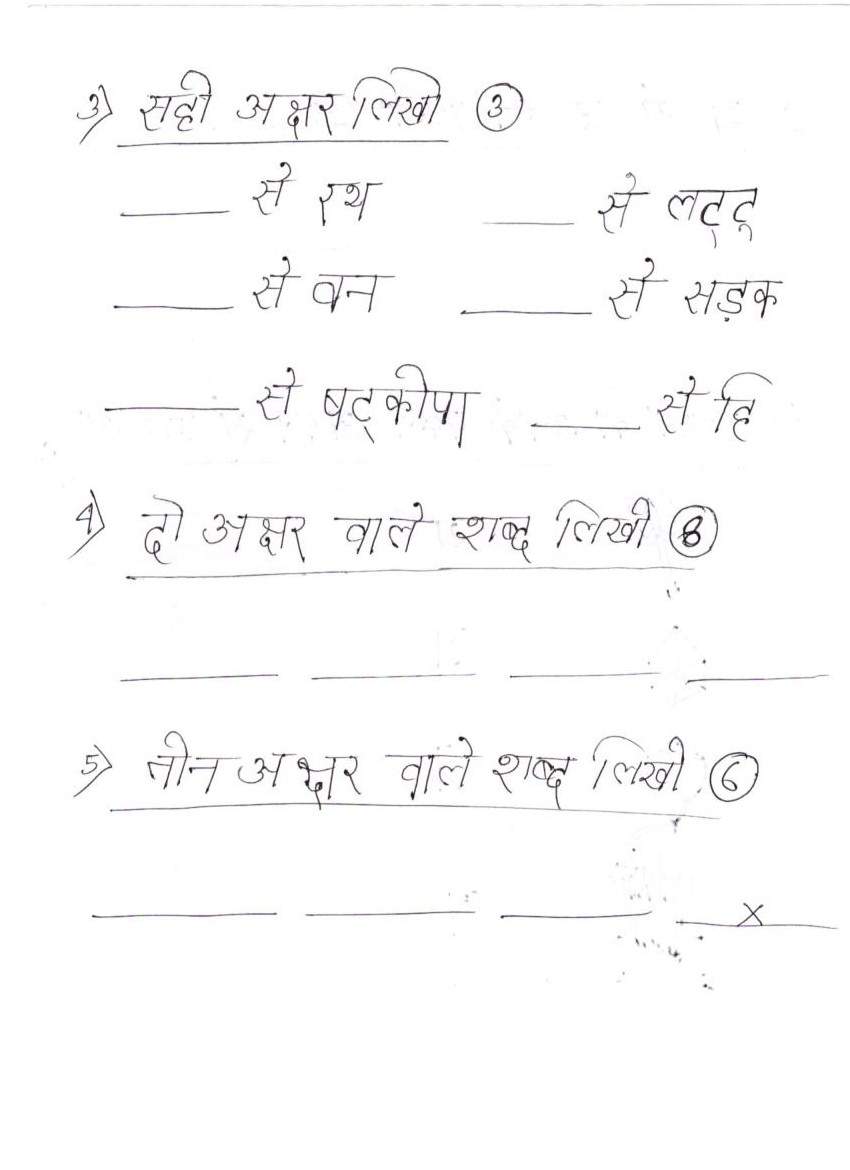 3) सही अक्षर लिखो ③
____ से रथ ____ से लट्टू
____ से वन ____ से सड़क
____ से षट्कोपा ____ से हि
4) दो अक्षर वाले शब्द लिखो ⑧
____ ____ ____ ____
5) तीन अक्षर वाले शब्द लिखो ⑥
____ ____ ____ __x__